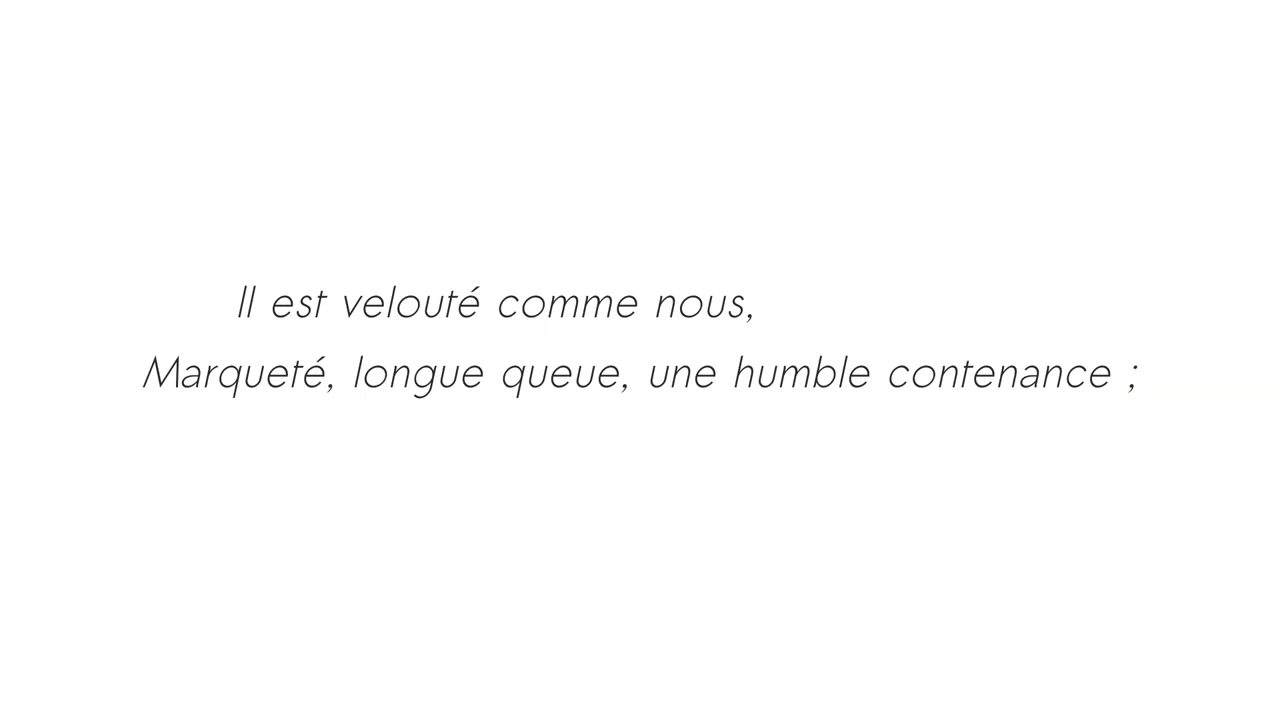 Il est velouté comme nous,
Marqueté, longue queue, une humble contenance ;